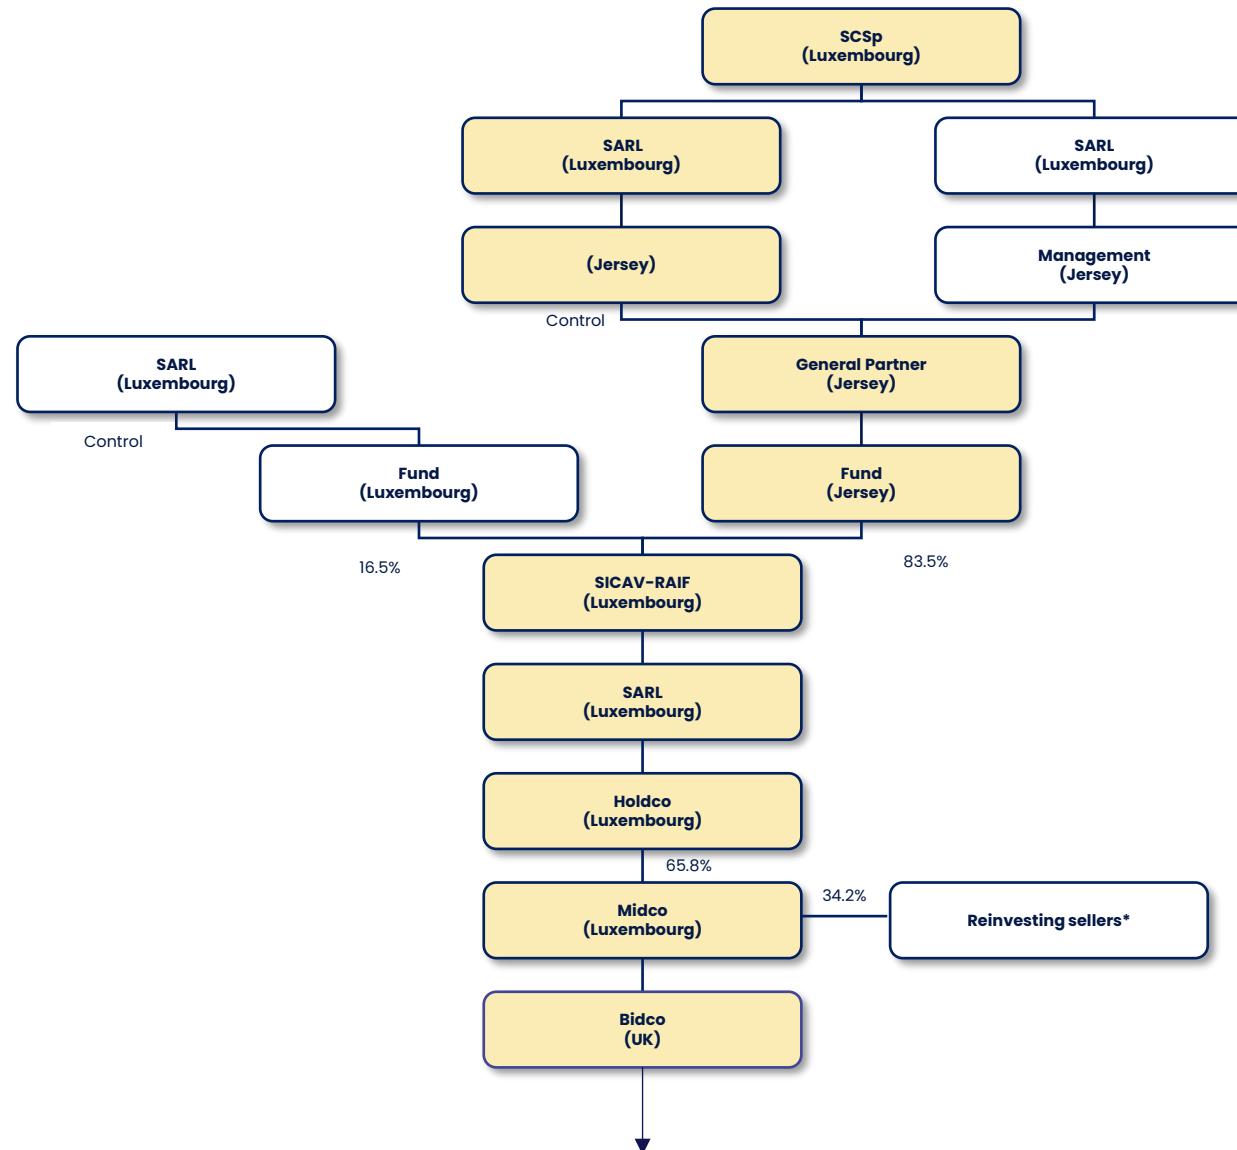 SCSp
(Luxembourg)
SARL
(Luxembourg)
SARL
(Luxembourg)
(Jersey)
Management
(Jersey)
Control
SARL
(Luxembourg)
General Partner
(Jersey)
Control
Fund
(Luxembourg)
Fund
(Jersey)
16.5%
83.5%
SICAV-RAIF
(Luxembourg)
SARL
(Luxembourg)
Holdco
(Luxembourg)
65.8%
34.2%
Midco
(Luxembourg)
Reinvesting sellers*
Bidco
(UK)